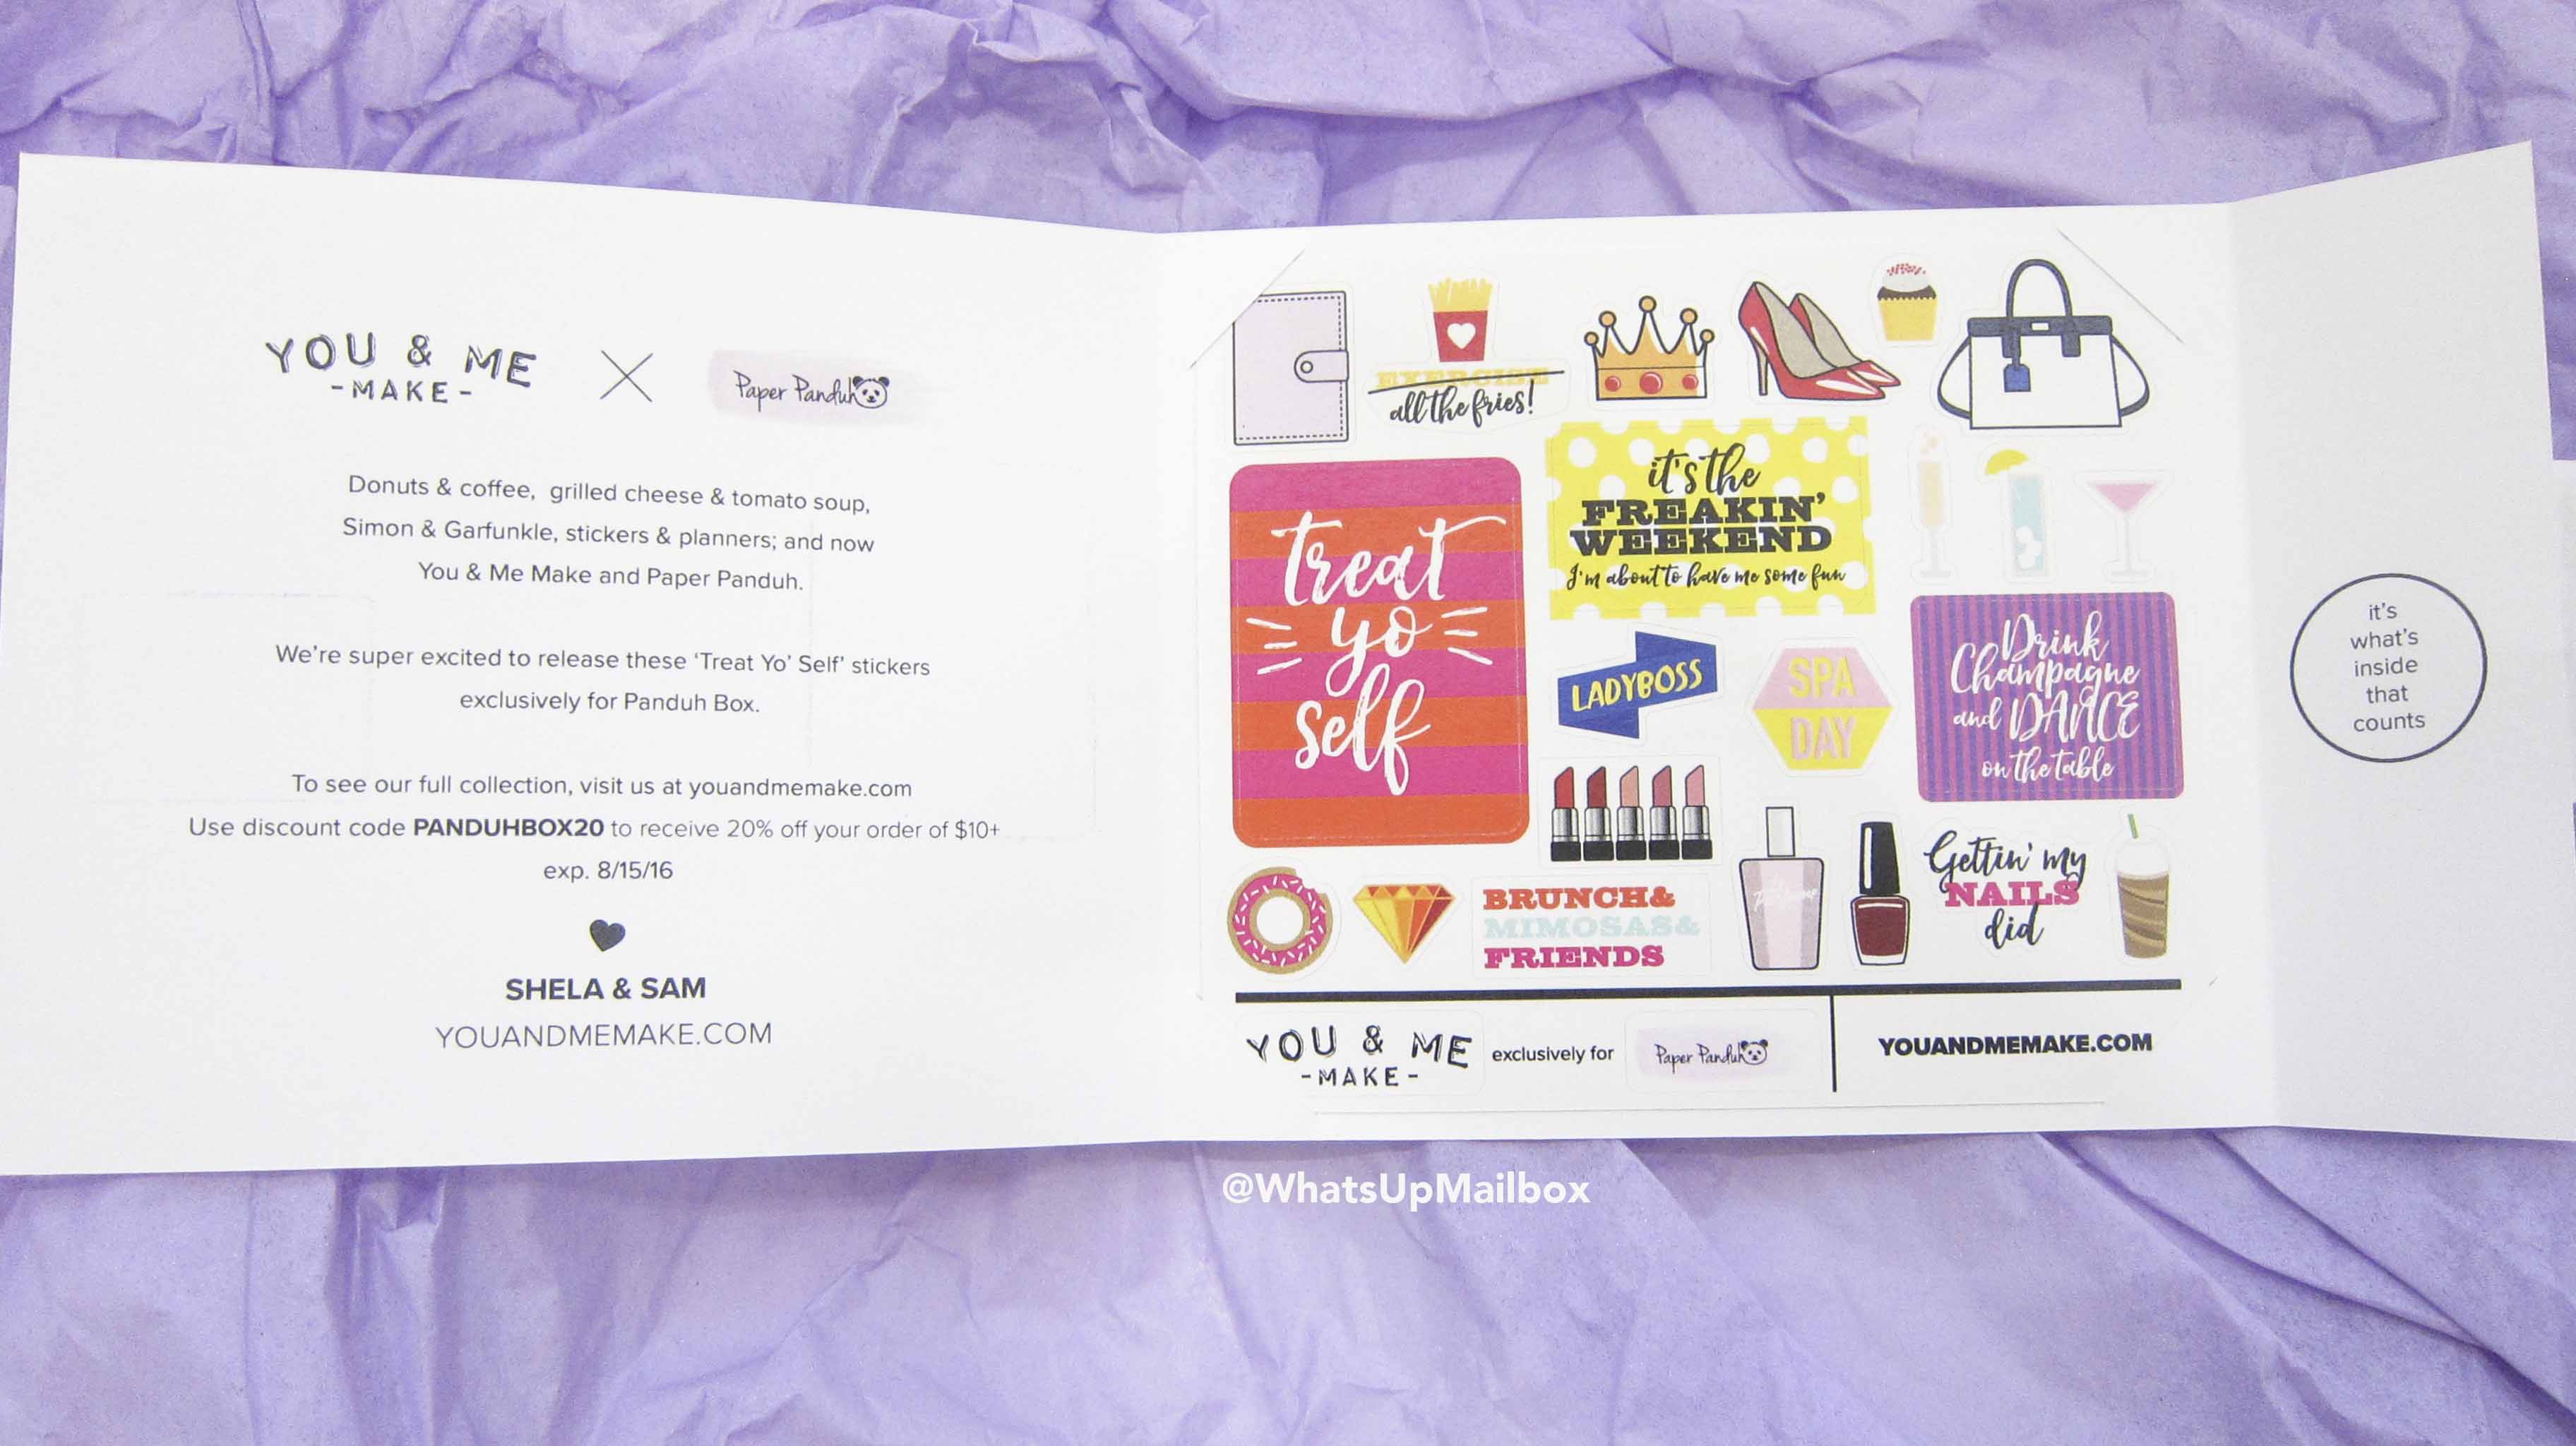 YOU & ME
-MAKE-
Paper Panduh
Donuts & coffee, grilled cheese & tomato soup,
Simon & Garfunkle, stickers & planners; and now
You & Me Make and Paper Panduh.
We're super excited to release these 'Treat Yo' Self' stickers
exclusively for Panduh Box.
To see our full collection, visit us at youandmemake.com
Use discount code PANDUHBOX20 to receive 20% off your order of $10+
exp. 8/15/16
SHELA & SAM
YOUANDMEMAKE.COM
EXERCISE
all the fries!
treat
yo
self
it's the
FREAKIN'
WEEKEND
I'm about to have me some fun
LADYBOSS
SPA
DAY
Drink
Champagne
and DANCE
on the table
BRUNCH&
MIMOSAS&
FRIENDS
Gettin' my
NAILS
did
YOU & ME
-MAKE-
exclusively for
Paper Panduh
YOUANDMEMAKE.COM
it's
what's
inside
that
counts
@WhatsUpMailbox